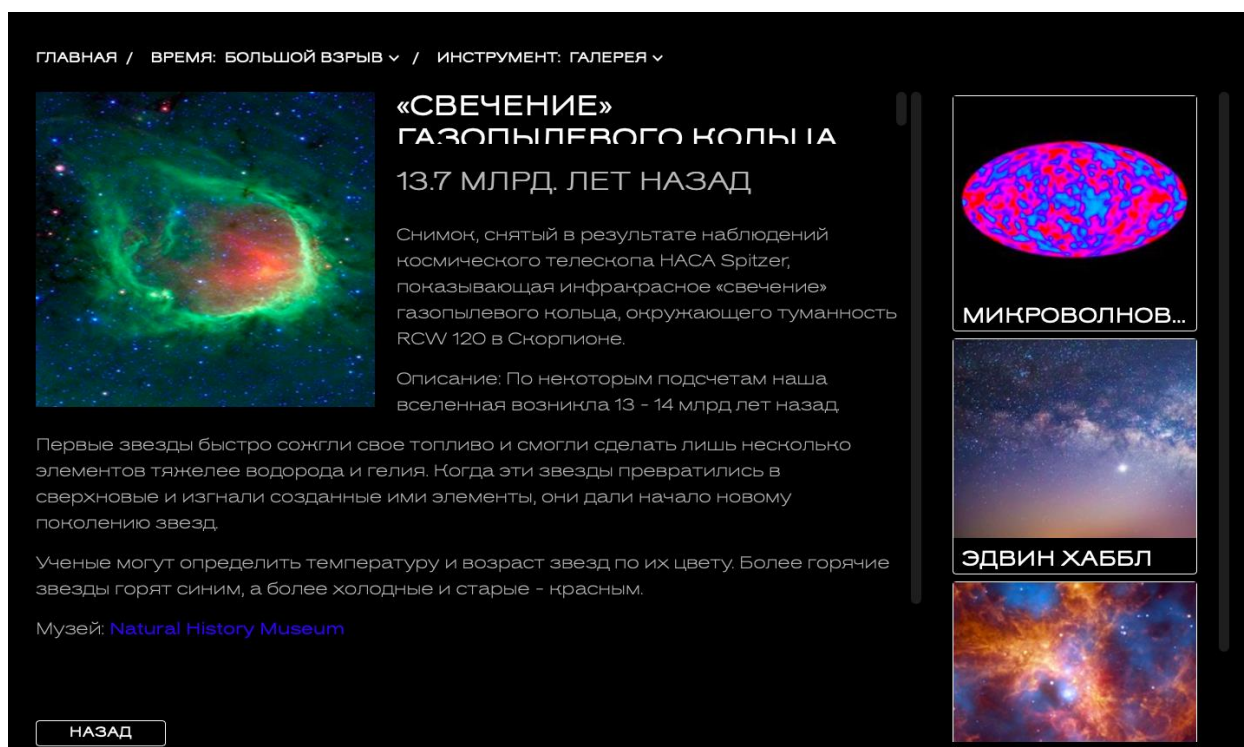 ГЛАВНАЯ / ВРЕМЯ: БОЛЬШОЙ ВЗРЫВ / ИНСТРУМЕНТ: ГАЛЕРЕЯ
«СВЕЧЕНИЕ»
ГАЗОПЫЛЕВОГО КОЛЬЦА
13.7 МЛРД. ЛЕТ НАЗАД
Снимок, снятый в результате наблюдений
космического телескопа НАСА Spitzer,
показывающая инфракрасное «свечение»
газопылевого кольца, окружающего туманность
RCW 120 в Скорпионе.
Описание: По некоторым подсчетам наша
вселенная возникла 13 - 14 млрд лет назад.
Первые звезды быстро сожгли свое топливо и смогли сделать лишь несколько
элементов тяжелее водорода и гелия. Когда эти звезды превратились в
сверхновые и изгнали созданные ими элементы, они дали начало новому
поколению звезд.
Ученые могут определить температуру и возраст звезд по их цвету. Более горячие
звезды горят синим, а более холодные и старые - красным.
Музей: Natural History Museum
НАЗАД
МИКРОВОЛНОВ...
ЭДВИН ХАББЛ